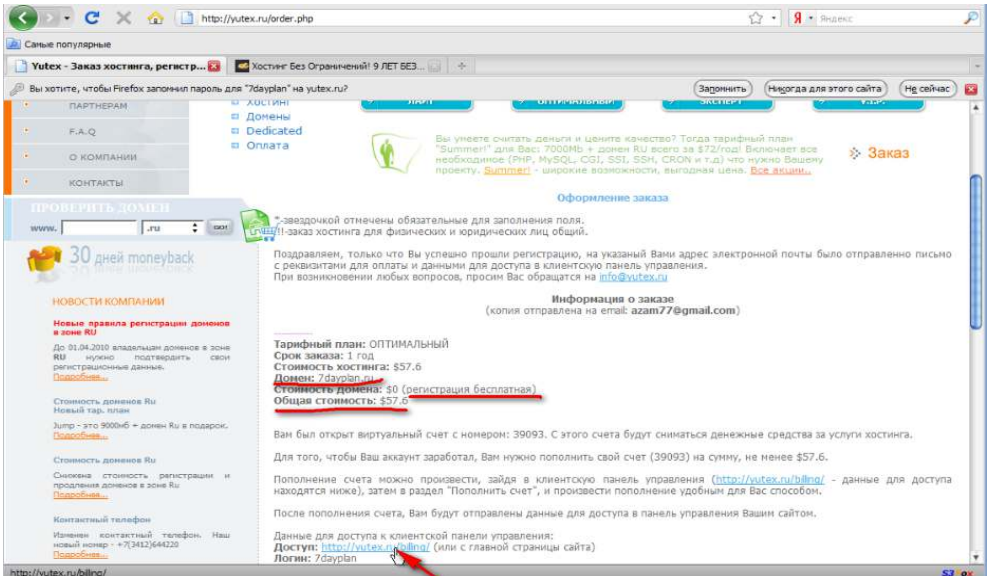 http://yutex.ru/order.php
Яндекс
Самые популярные
Yutex - Заказ хостинга, регистр...
Хостинг Без Ограничений! 9 ЛЕТ БЕЗ...
Вы хотите, чтобы Firefox запомнил пароль для "7dayplan" на yutex.ru?
Запомнить
Никогда для этого сайта
Не сейчас
ПАРТНЕРАМ
F.A.Q
О КОМПАНИИ
КОНТАКТЫ
ХОСТИНГ
Домены
Dedicated
Оплата
ЛАЙТ
ОПТИМАЛЬНЫЙ
ЭКСПЕРТ
V.I.P.
Вы умеете считать деньги и цените качество? Тогда тарифный план
"Summer!" для Вас: 7000Мб + домен RU всего за $72/год! Включает все
необходимое (PHP, MySQL, CGI, SSI, SSH, CRON и т.д) что нужно Вашему
проекту. Summer! - широкие возможности, выгодная цена. Все акции..
Заказ
ПРОВЕРИТЬ ДОМЕН
www.
.ru
GO!
30 дней moneyback
НОВОСТИ КОМПАНИИ
Новые правила регистрации доменов
в зоне RU
До 01.04.2010 владельцам доменов в зоне
RU нужно подтвердить свои
регистрационные данные.
Подробнее...
Стоимость доменов Ru
Новый тар. план
Jump - это 9000мб + домен Ru в подарок.
Подробнее...
Стоимость доменов Ru
Снижена стоимость регистрации и
продления доменов в зоне Ru
Подробнее...
Контактный телефон
Изменен контактный телефон. Наш
новый номер - +7(3412)644220
Подробнее...
Оформление заказа
*-звездочкой отмечены обязательные для заполнения поля.
!!!-заказ хостинга для физических и юридических лиц общий.
Поздравляем, только что Вы успешно прошли регистрацию, на указаный Вами адрес электронной почты было отправленно письмо
с реквизитами для оплаты и данными для доступа в клиентскую панель управления.
При возникновении любых вопросов, просим Вас обращатся на info@yutex.ru
Информация о заказе
(копия отправлена на email: azam77@gmail.com)
Тарифный план: ОПТИМАЛЬНЫЙ
Срок заказа: 1 год
Стоимость хостинга: $57.6
Домен: 7dayplan.ru
Стоимость домена: $0 (регистрация бесплатная)
Общая стоимость: $57.6
Вам был открыт виртуальный счет с номером: 39093. С этого счета будут сниматься денежные средства за услуги хостинга.
Для того, чтобы Ваш аккаунт заработал, Вам нужно пополнить свой счет (39093) на сумму, не менее $57.6.
Пополнение счета можно произвести, зайдя в клиентскую панель управления (http://yutex.ru/biling/ - данные для доступа
находятся ниже), затем в раздел "Пополнить счет", и произвести пополнение удобным для Вас способом.
После пополнения счета, Вам будут отправлены данные для доступа в панель управления Вашим сайтом.
Данные для доступа к клиентской панели управления:
Доступ: http://yutex.ru/biling/ (или с главной страницы сайта)
Логин: 7dayplan
http://yutex.ru/biling/